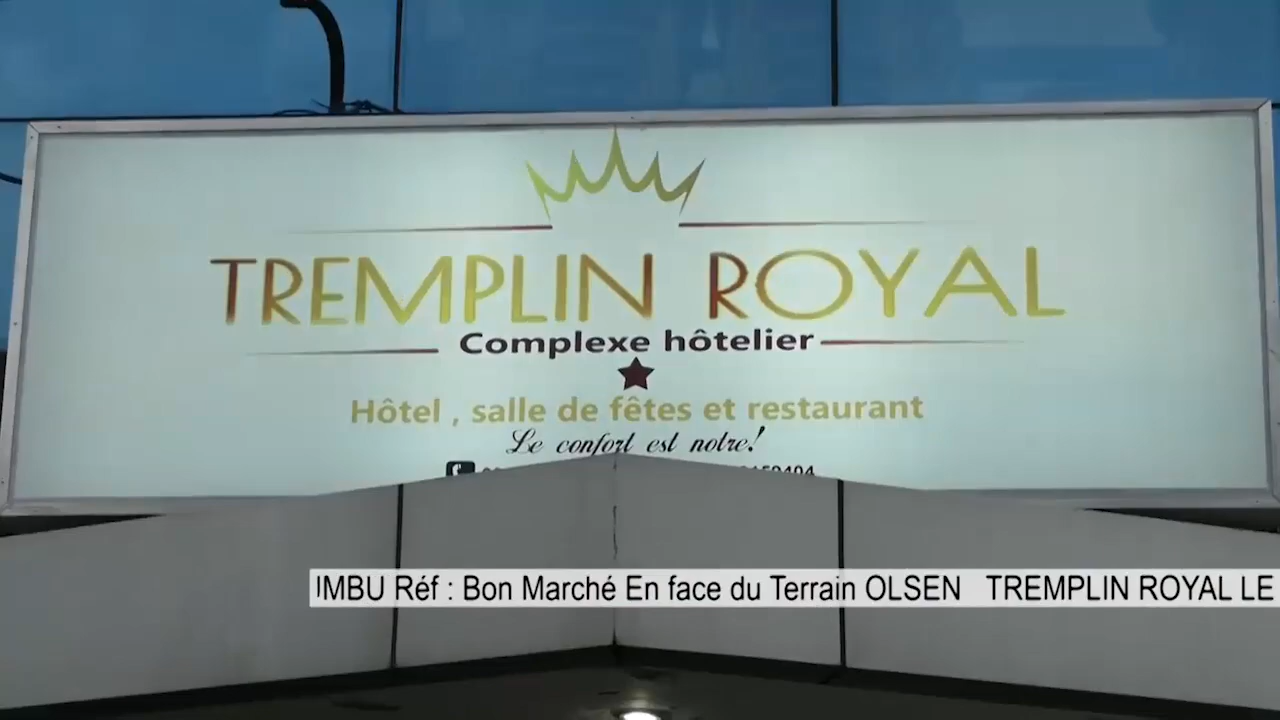 TREMPLIN ROYAL
Complexe hôtelier
Hôtel , salle de fêtes et restaurant
Le confort est notre!
IMBU Réf : Bon Marché En face du Terrain OLSEN TREMPLIN ROYAL LE